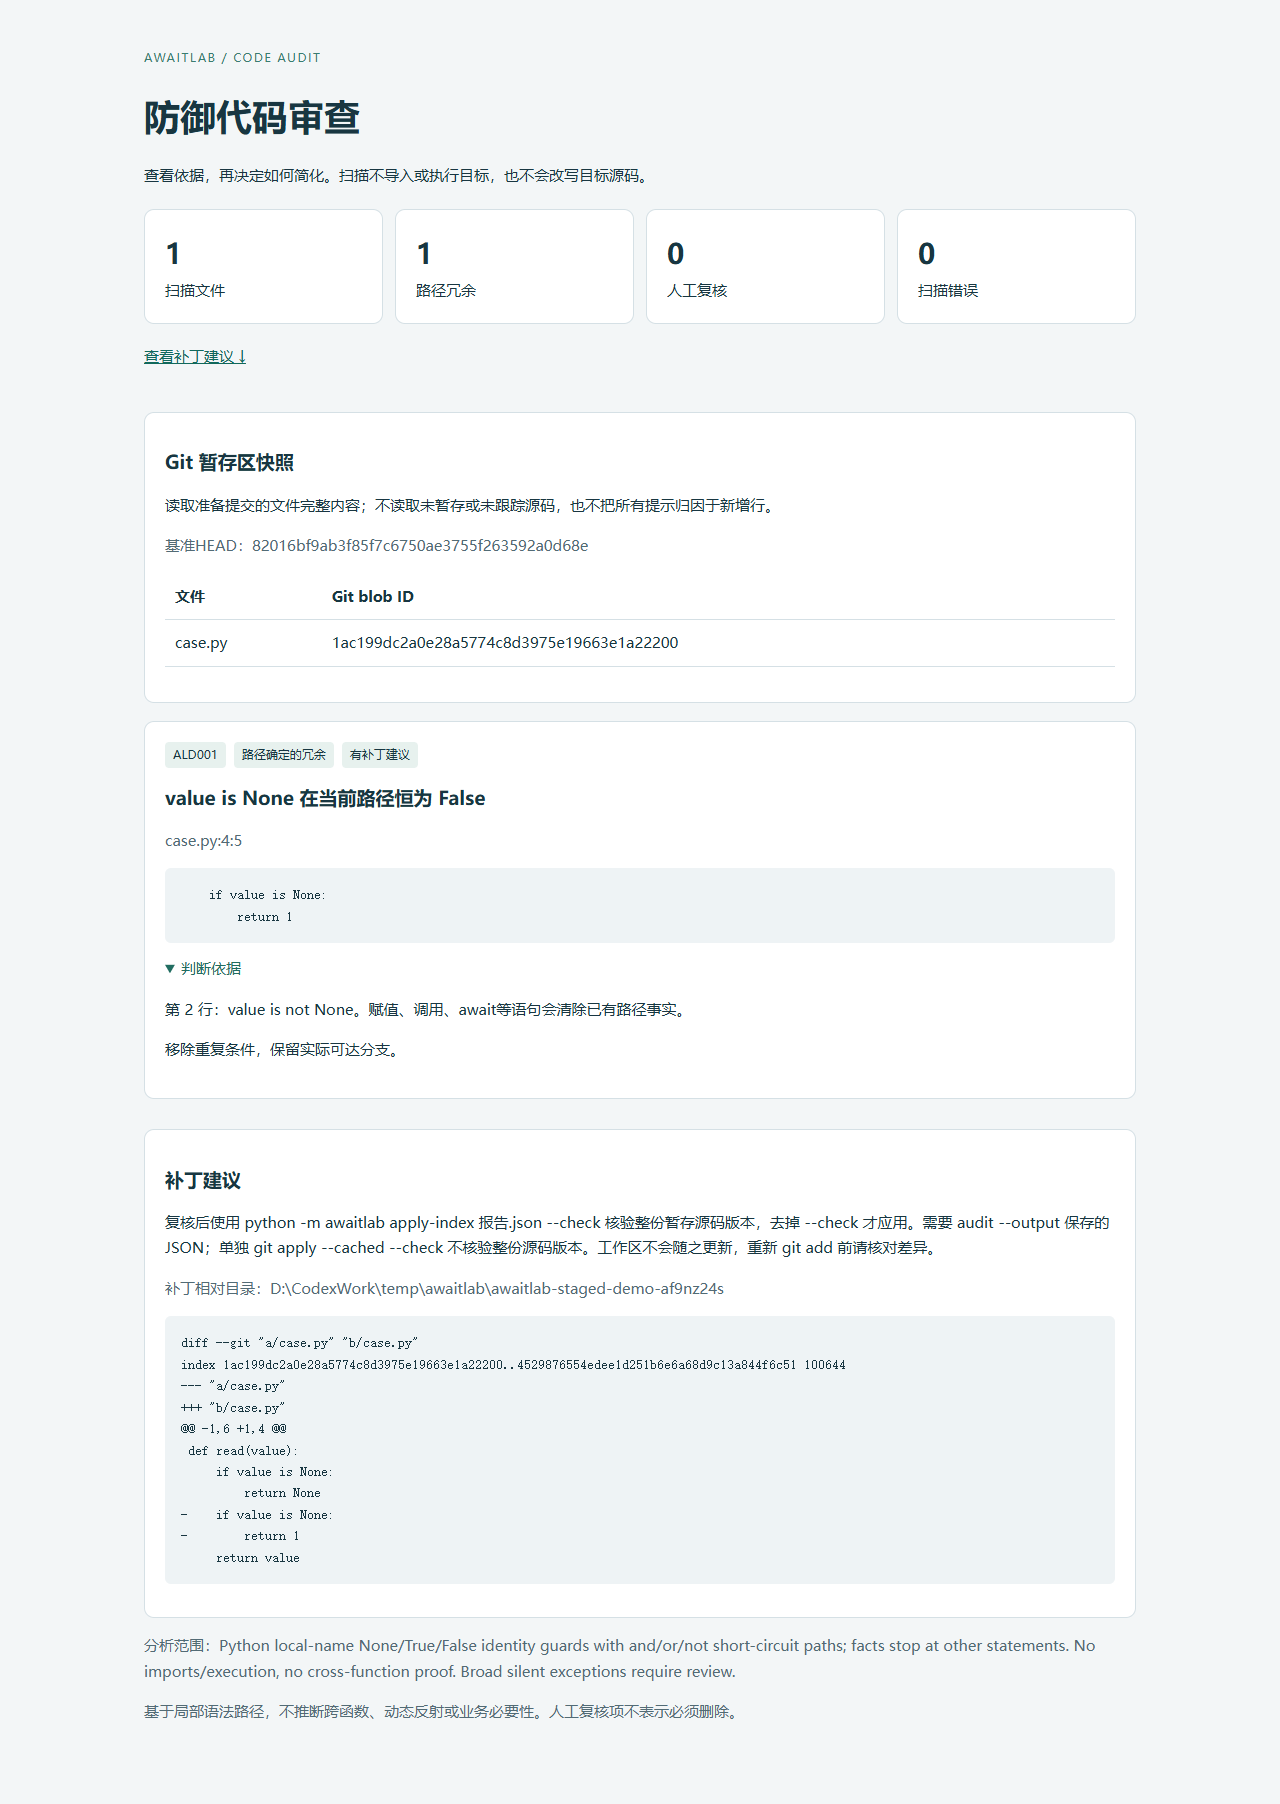 AWAITLAB / CODE AUDIT
防御代码审查
查看依据，再决定如何简化。扫描不导入或执行目标，也不会改写目标源码。
1
扫描文件
1
路径冗余
0
人工复核
0
扫描错误
查看补丁建议 ↓
Git 暂存区快照
读取准备提交的文件完整内容；不读取未暂存或未跟踪源码，也不把所有提示归因于新增行。
基准HEAD：82016bf9ab3f85f7c6750ae3755f263592a0d68e
文件 Git blob ID
case.py 1ac199dc2a0e28a5774c8d3975e19663e1a22200
ALD001 路径确定的冗余 有补丁建议
value is None 在当前路径恒为 False
case.py:4:5
    if value is None:
        return 1
▼ 判断依据
第 2 行：value is not None。赋值、调用、await等语句会清除已有路径事实。
移除重复条件，保留实际可达分支。
补丁建议
复核后使用 python -m awaitlab apply-index 报告.json --check 核验整份暂存源码版本，去掉 --check 才应用。需要 audit --output 保存的
JSON；单独 git apply --cached --check 不核验整份源码版本。工作区不会随之更新，重新 git add 前请核对差异。
补丁相对目录：D:\CodexWork\temp\awaitlab\awaitlab-staged-demo-af9nz24s
diff --git "a/case.py" "b/case.py"
index 1ac199dc2a0e28a5774c8d3975e19663e1a22200..4529876554edee1d251b6e6a68d9c13a844f6c51 100644
--- "a/case.py"
+++ "b/case.py"
@@ -1,6 +1,4 @@
 def read(value):
     if value is None:
         return None
-    if value is None:
-        return 1
     return value
分析范围：Python local-name None/True/False identity guards with and/or/not short-circuit paths; facts stop at other statements. No
imports/execution, no cross-function proof. Broad silent exceptions require review.
基于局部语法路径，不推断跨函数、动态反射或业务必要性。人工复核项不表示必须删除。